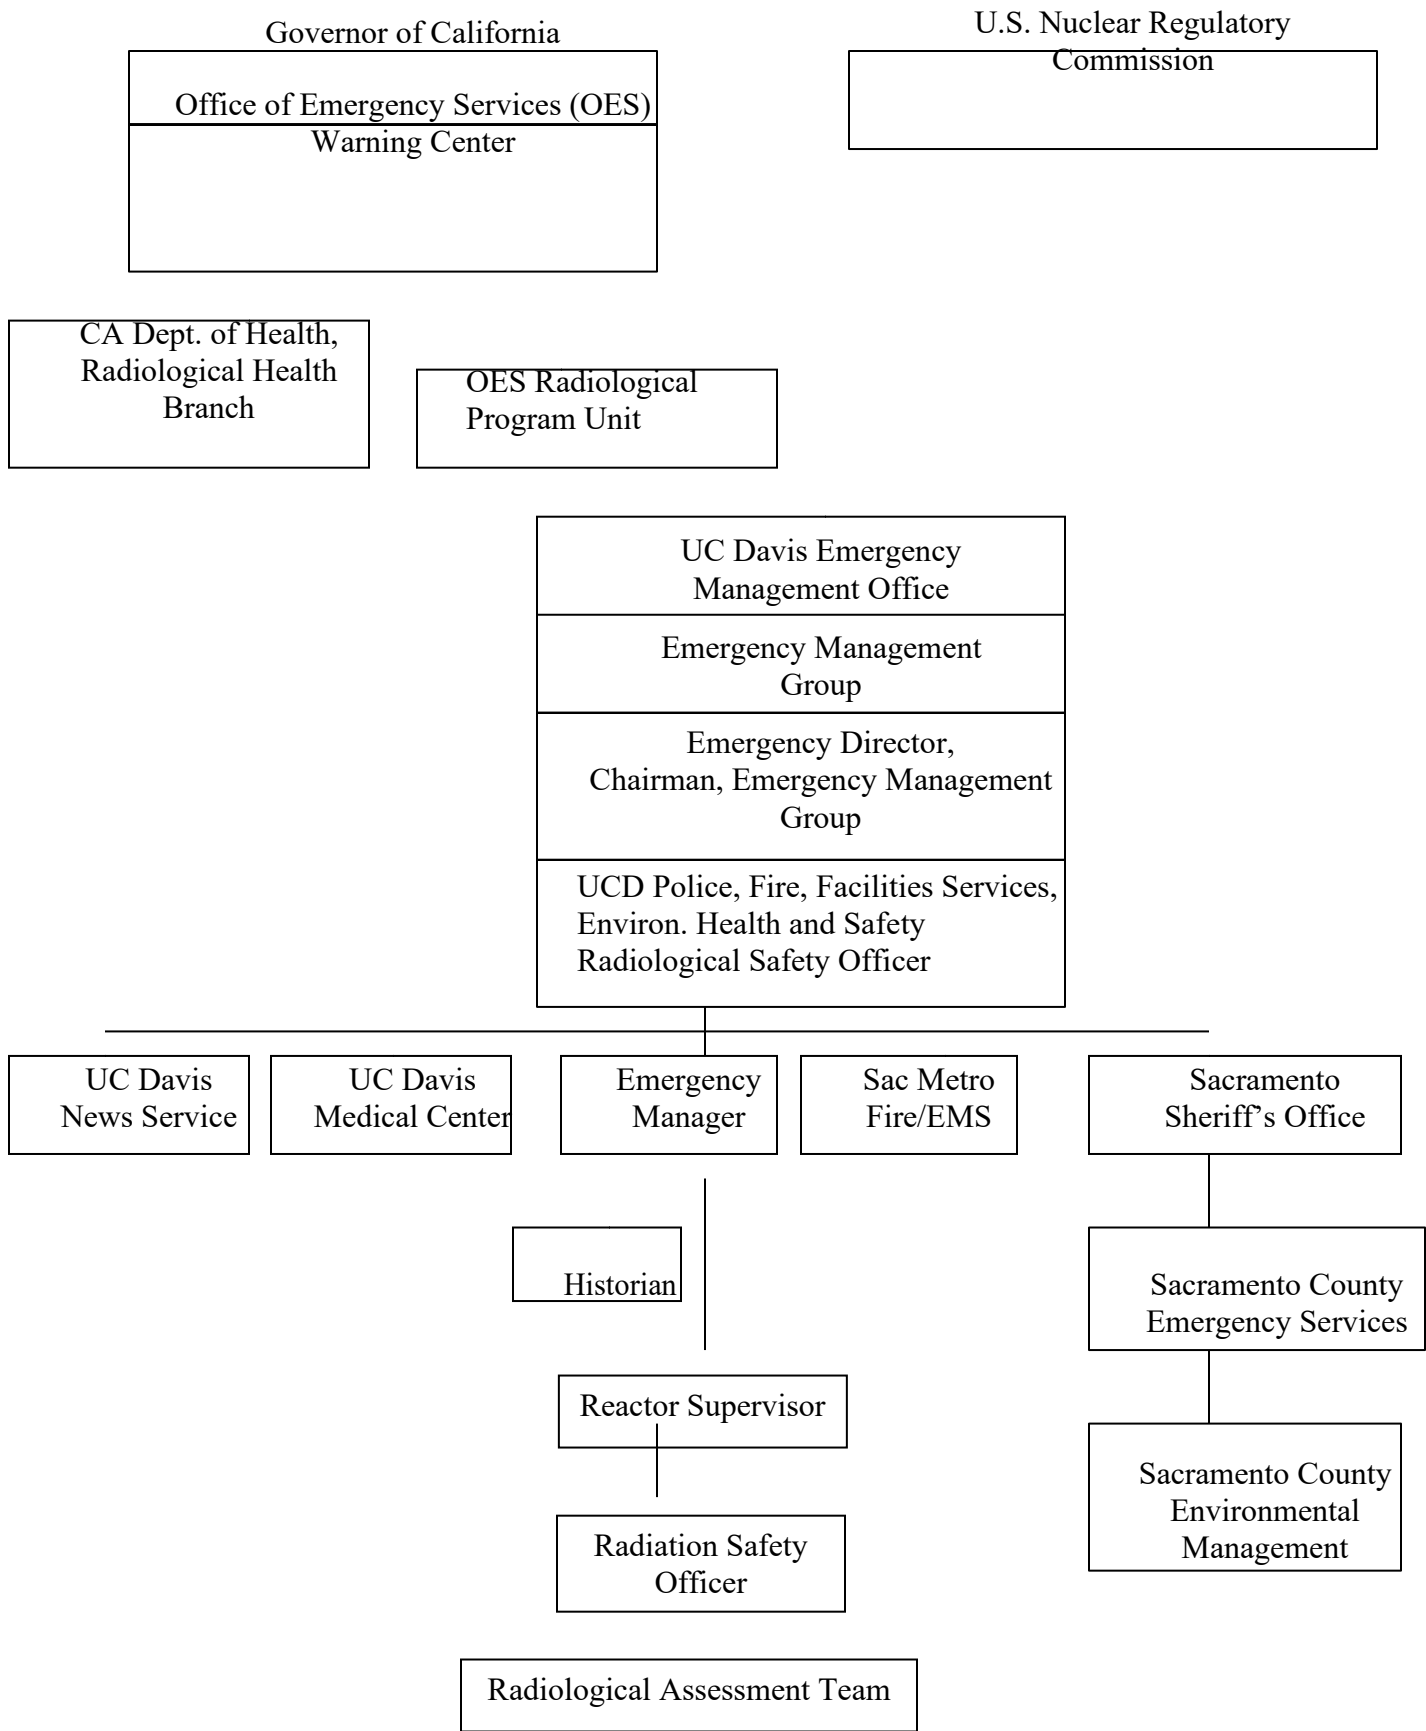 Governor of California
Office of Emergency Services (OES)
Warning Center
U.S. Nuclear Regulatory
Commission
CA Dept. of Health,
Radiological Health
Branch
OES Radiological
Program Unit
UC Davis Emergency
Management Office
Emergency Management
Group
Emergency Director,
Chairman, Emergency Management
Group
UCD Police, Fire, Facilities Services,
Environ. Health and Safety
Radiological Safety Officer
UC Davis
News Service
UC Davis
Medical Center
Emergency
Manager
Sac Metro
Fire/EMS
Sacramento
Sheriff’s Office
Historian
Sacramento County
Emergency Services
Reactor Supervisor
Sacramento County
Environmental
Management
Radiation Safety
Officer
Radiological Assessment Team